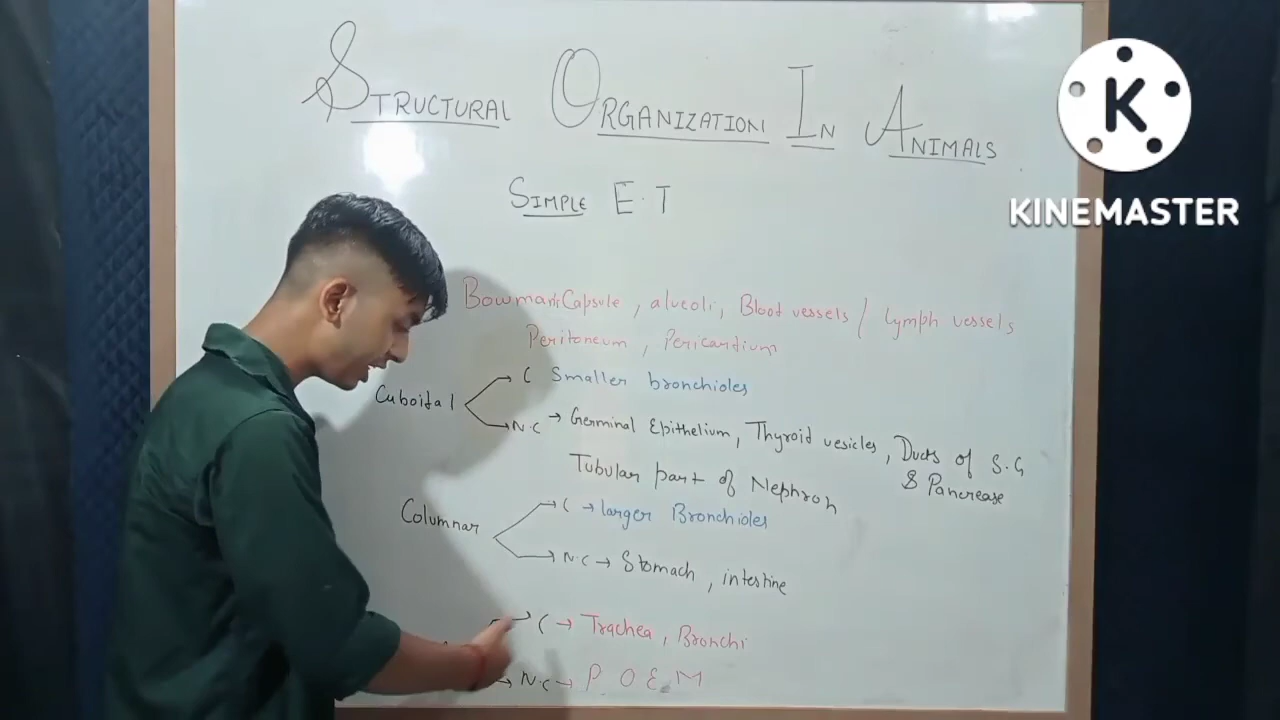 STRUCTURAL ORGANIZATION IN ANIMALS
K
KINEMASTER
SIMPLE E.T
Bowman's Capsule, alveoli, Blood vessels / lymph vessels
Peritoneum, Pericardium
Cuboital
C Smaller bronchioles
N.C → Germinal Epithelium, Thyroid vesicles, Ducts of S.G
& Pancrease
Tubular part of Nephron
Columnar
C → larger Bronchioles
N.C → Stomach, intestine
C → Trachea, Bronchi
N.C → P. O E M